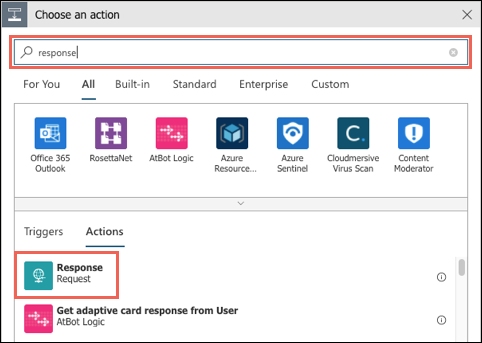 Choose an action
response
For You All Built-in Standard Enterprise Custom
Office 365 Outlook
RosettaNet
AtBot Logic
Azure Resource...
Azure Sentinel
Cloudmersive Virus Scan
Content Moderator
Triggers Actions
Response
Request
Get adaptive card response from User
AtBot Logic